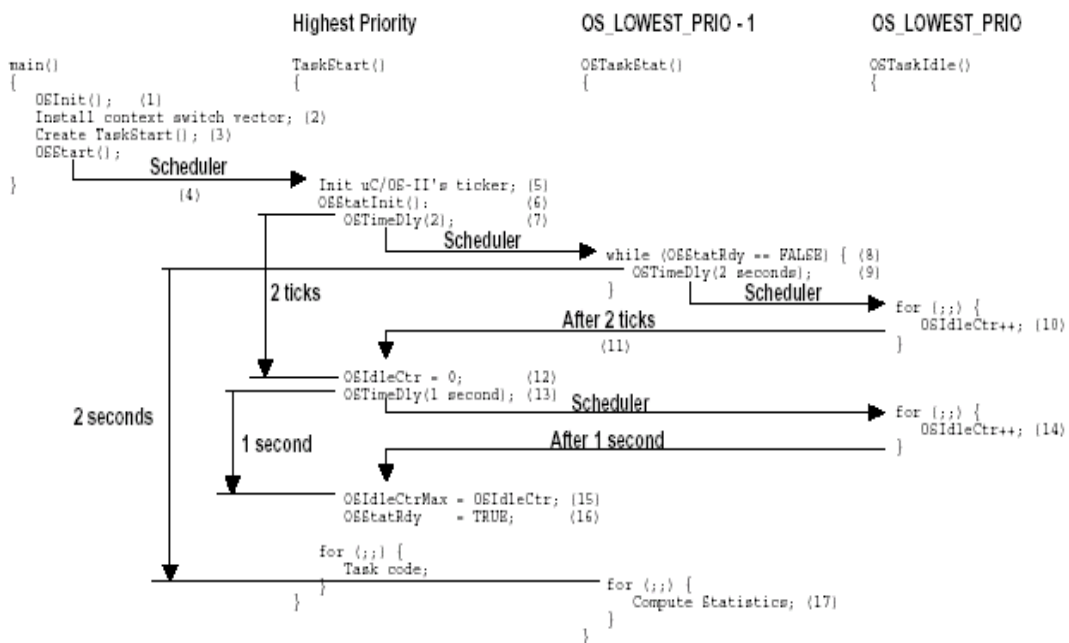 Highest Priority
OS_LOWEST_PRIO - 1
OS_LOWEST_PRIO
main()
{
OSInit(); (1)
Install context switch vector; (2)
Create TaskStart(); (3)
OSStart();
}
Scheduler
(4)
TaskStart()
{
Init uC/OS-II's ticker; (5)
OSStatInit(): (6)
OSTimeDly(2); (7)
Scheduler
OSTaskStat()
{
while (OSStatRdy == FALSE) { (8)
OSTimeDly(2 seconds); (9)
}
Scheduler
OSTaskIdle()
{
for (;;) {
OSIdleCtr++; (10)
}
2 ticks
After 2 ticks
(11)
OSIdleCtr = 0; (12)
OSTimeDly(1 second); (13)
Scheduler
for (;;) {
OSIdleCtr++; (14)
}
2 seconds
1 second
After 1 second
OSIdleCtrMax = OSIdleCtr; (15)
OSStatRdy = TRUE; (16)
for (;;) {
Task code;
}
}
for (;;) {
Compute Statistics; (17)
}
}